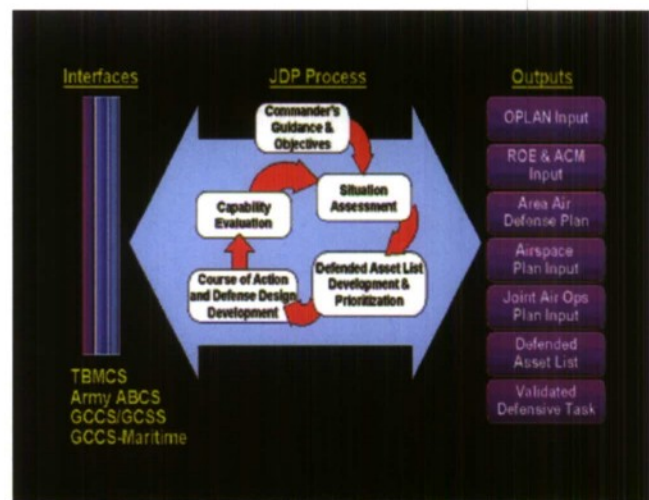 Interfaces
JDP Process
Outputs
Commander's
Guidance &
Objectives
Situation
Assessment
Defended Asset List
Development &
Prioritization
Course of Action
and Defense Design
Development
Capability
Evaluation
TBMCS
Army ABCS
GCCS/GCSS
GCCS-Maritime
OPLAN Input
ROE & ACM
Input
Area Air
Defense Plan
Airspace
Plan Input
Joint Air Ops
Plan Input
Defended
Asset List
Validated
Defensive Task